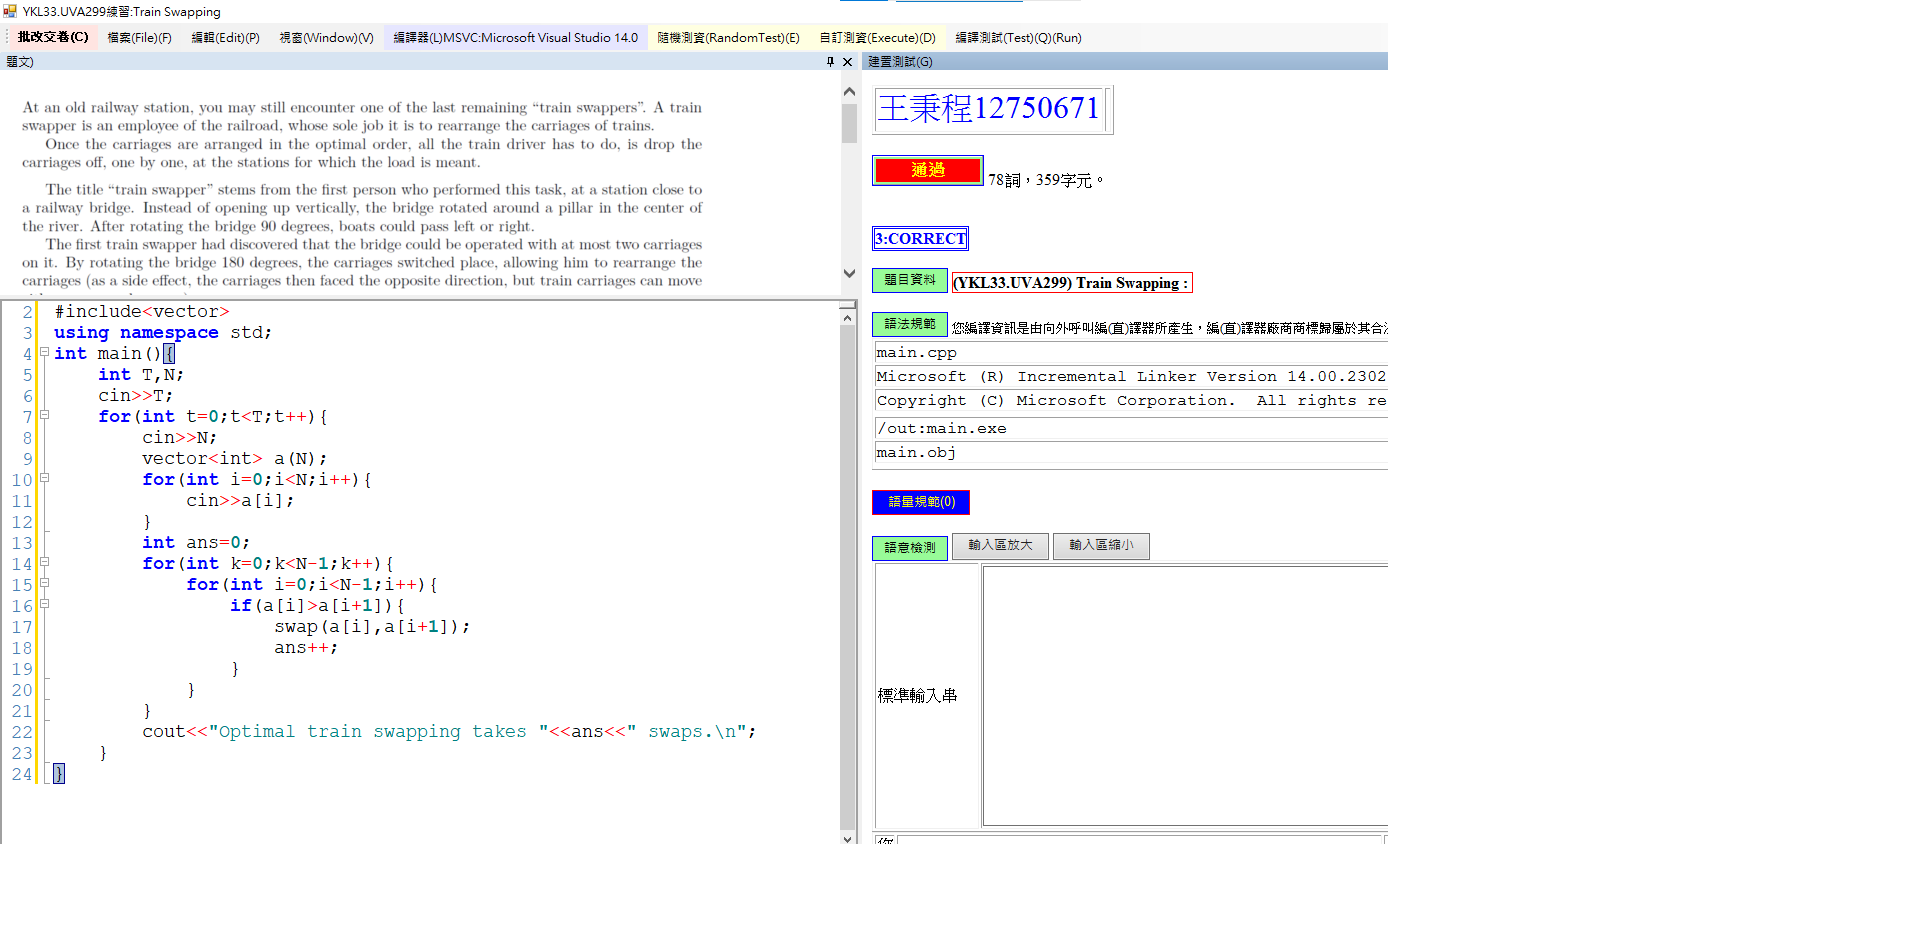 YKL33.UVA299練習:Train Swapping
批改交卷(C) 檔案(File)(F) 編輯(Edit)(P) 視窗(Window)(V) 編譯器(L)MSVC:Microsoft Visual Studio 14.0 隨機測資(RandomTest)(E) 自訂測資(Execute)(D) 編譯測試(Test)(Q)(Run)
題文)
At an old railway station, you may still encounter one of the last remaining “train swappers”. A train
swapper is an employee of the railroad, whose sole job it is to rearrange the carriages of trains.
Once the carriages are arranged in the optimal order, all the train driver has to do, is drop the
carriages off, one by one, at the stations for which the load is meant.
The title “train swapper” stems from the first person who performed this task, at a station close to
a railway bridge. Instead of opening up vertically, the bridge rotated around a pillar in the center of
the river. After rotating the bridge 90 degrees, boats could pass left or right.
The first train swapper had discovered that the bridge could be operated with at most two carriages
on it. By rotating the bridge 180 degrees, the carriages switched place, allowing him to rearrange the
carriages (as a side effect, the carriages then faced the opposite direction, but train carriages can move
2 #include<vector>
3 using namespace std;
4 int main(){
5 int T,N;
6 cin>>T;
7 for(int t=0;t<T;t++){
8 cin>>N;
9 vector<int> a(N);
10 for(int i=0;i<N;i++){
11 cin>>a[i];
12 }
13 int ans=0;
14 for(int k=0;k<N-1;k++){
15 for(int i=0;i<N-1;i++){
16 if(a[i]>a[i+1]){
17 swap(a[i],a[i+1]);
18 ans++;
19 }
20 }
21 }
22 cout<<"Optimal train swapping takes "<<ans<<" swaps.\n";
23 }
24 }
建置測試(G)
王秉程12750671
通過 78詞，359字元。
3:CORRECT
題目資料 (YKL33.UVA299) Train Swapping :
語法規範 您編譯資訊是由向外呼叫編(直)譯器所產生，編(直)譯器廠商商標歸屬於其合
main.cpp
Microsoft (R) Incremental Linker Version 14.00.2302
Copyright (C) Microsoft Corporation.  All rights re
/out:main.exe
main.obj
語量規範(0)
語意檢測 輸入區放大 輸入區縮小
標準輸入串